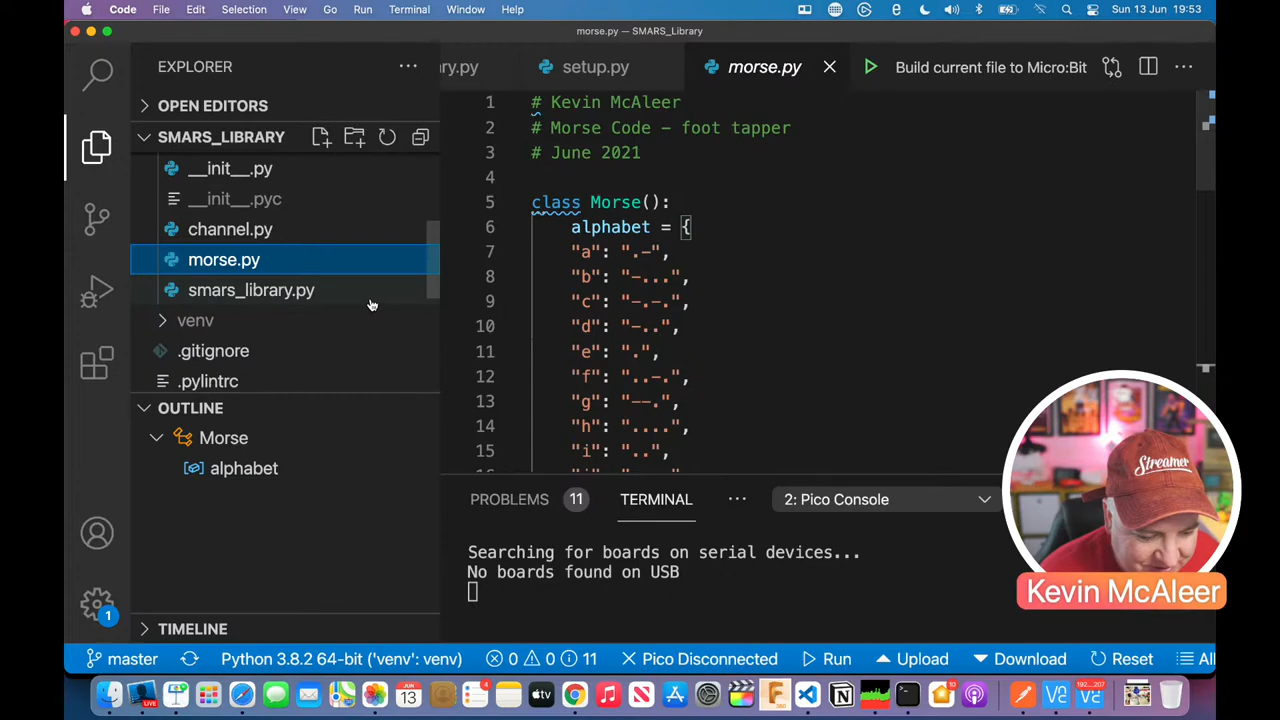 Code File Edit Selection View Go Run Terminal Window Help Sun 13 Jun 19:53
morse.py — SMARS_Library
EXPLORER
OPEN EDITORS
SMARS_LIBRARY
__init__.py
__init__.pyc
channel.py
morse.py
smars_library.py
venv
.gitignore
.pylintrc
OUTLINE
Morse
alphabet
TIMELINE
ry.py setup.py morse.py Build current file to Micro:Bit
1 # Kevin McAleer
2 # Morse Code - foot tapper
3 # June 2021
4
5 class Morse():
6 alphabet = {
7 "a": ".-",
8 "b": "-...",
9 "c": "-.-.",
10 "d": "-..",
11 "e": ".",
12 "f": "..-.",
13 "g": "--.",
14 "h": "....",
15 "i": "..",
PROBLEMS 11 TERMINAL 2: Pico Console
Searching for boards on serial devices...
No boards found on USB
Streamer
Kevin McAleer
1
master Python 3.8.2 64-bit ('venv': venv) 0 0 11 Pico Disconnected Run Upload Download Reset All